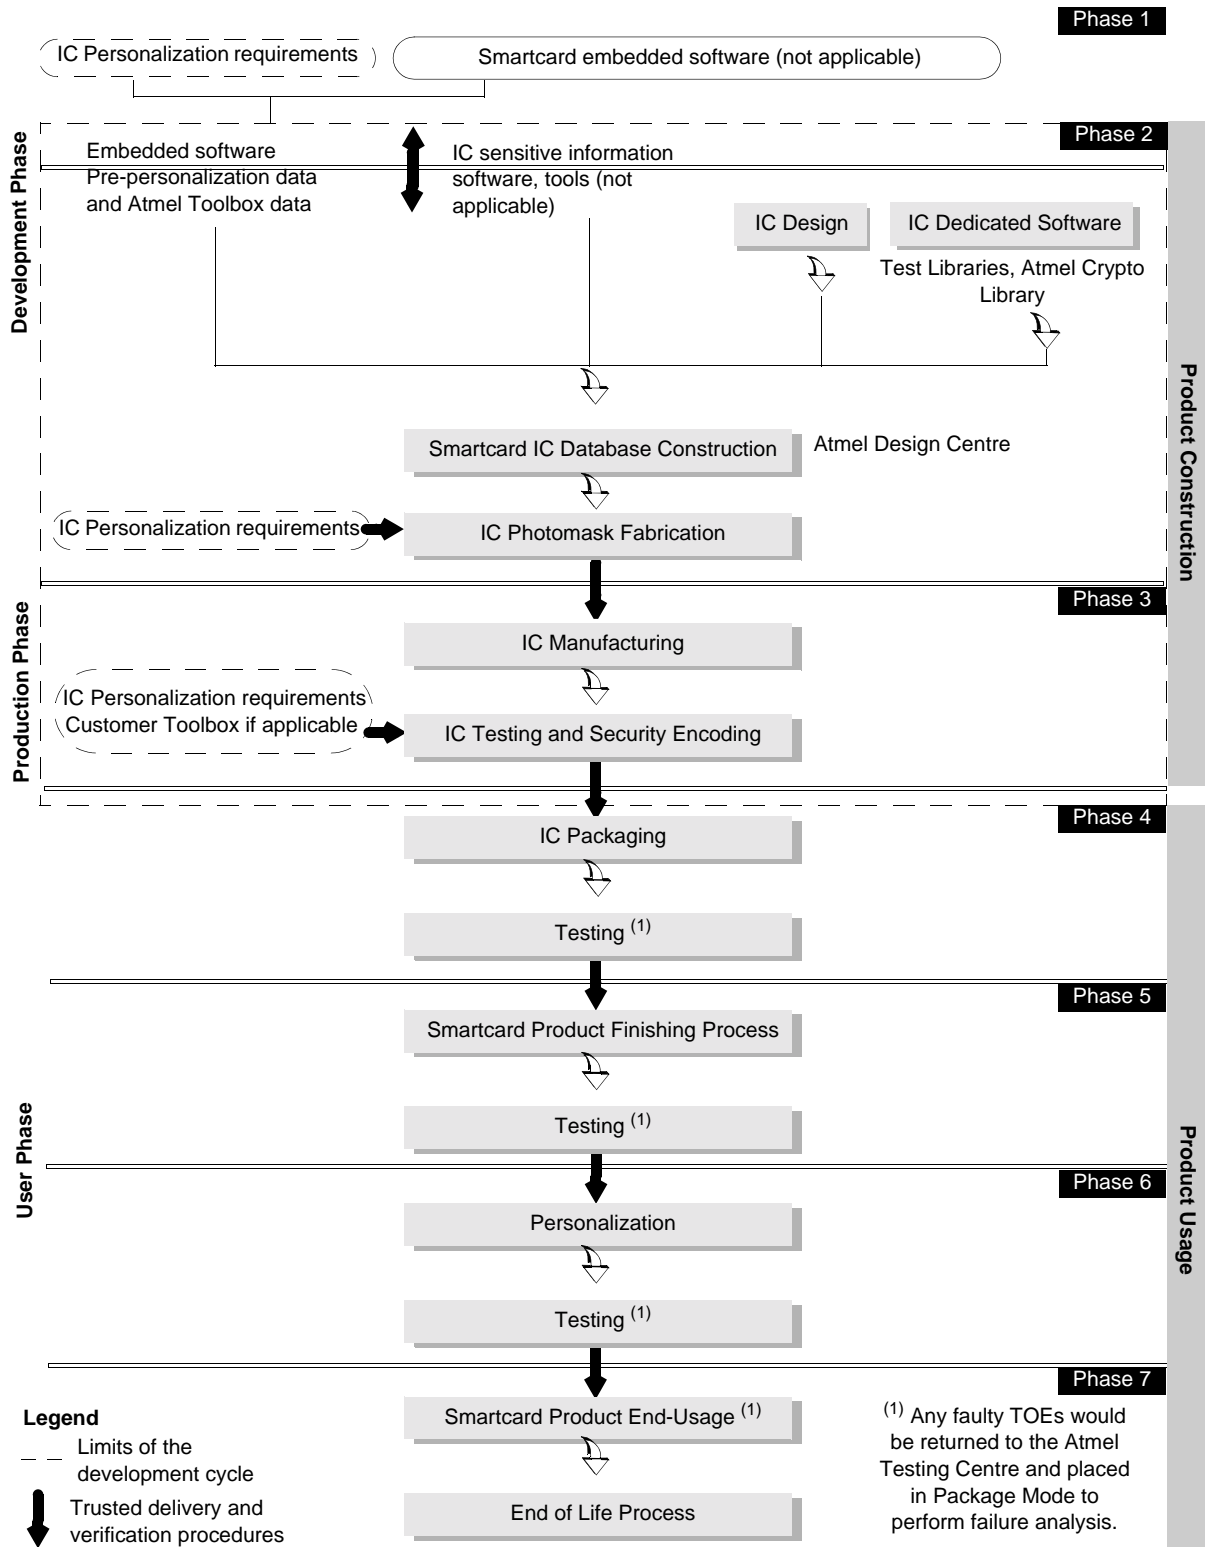 Phase 1
IC Personalization requirements
Smartcard embedded software (not applicable)
Development Phase
Phase 2
Embedded software
Pre-personalization data
and Atmel Toolbox data
IC sensitive information
software, tools (not
applicable)
IC Design
IC Dedicated Software
Test Libraries, Atmel Crypto
Library
Product Construction
Smartcard IC Database Construction
Atmel Design Centre
IC Personalization requirements
IC Photomask Fabrication
Production Phase
Phase 3
IC Manufacturing
IC Personalization requirements
Customer Toolbox if applicable
IC Testing and Security Encoding
Phase 4
IC Packaging
Testing (1)
Phase 5
Smartcard Product Finishing Process
User Phase
Testing (1)
Product Usage
Phase 6
Personalization
Testing (1)
Phase 7
Smartcard Product End-Usage (1)
End of Life Process
Legend
Limits of the
development cycle
Trusted delivery and
verification procedures
(1) Any faulty TOEs would
be returned to the Atmel
Testing Centre and placed
in Package Mode to
perform failure analysis.